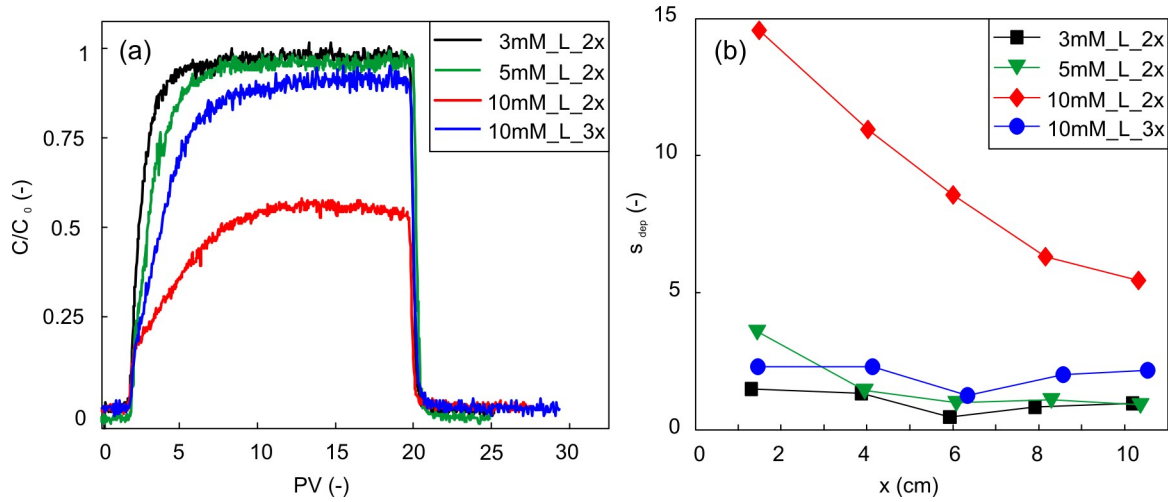 (a)
3mM_L_2x
5mM_L_2x
10mM_L_2x
10mM_L_3x
1
0.75
0.5
0.25
0
C/C 0 (-)
0 5 10 15 20 25 30
PV (-)
(b)
3mM_L_2x
5mM_L_2x
10mM_L_2x
10mM_L_3x
15
10
5
0
s dep (-)
0 2 4 6 8 10
x (cm)